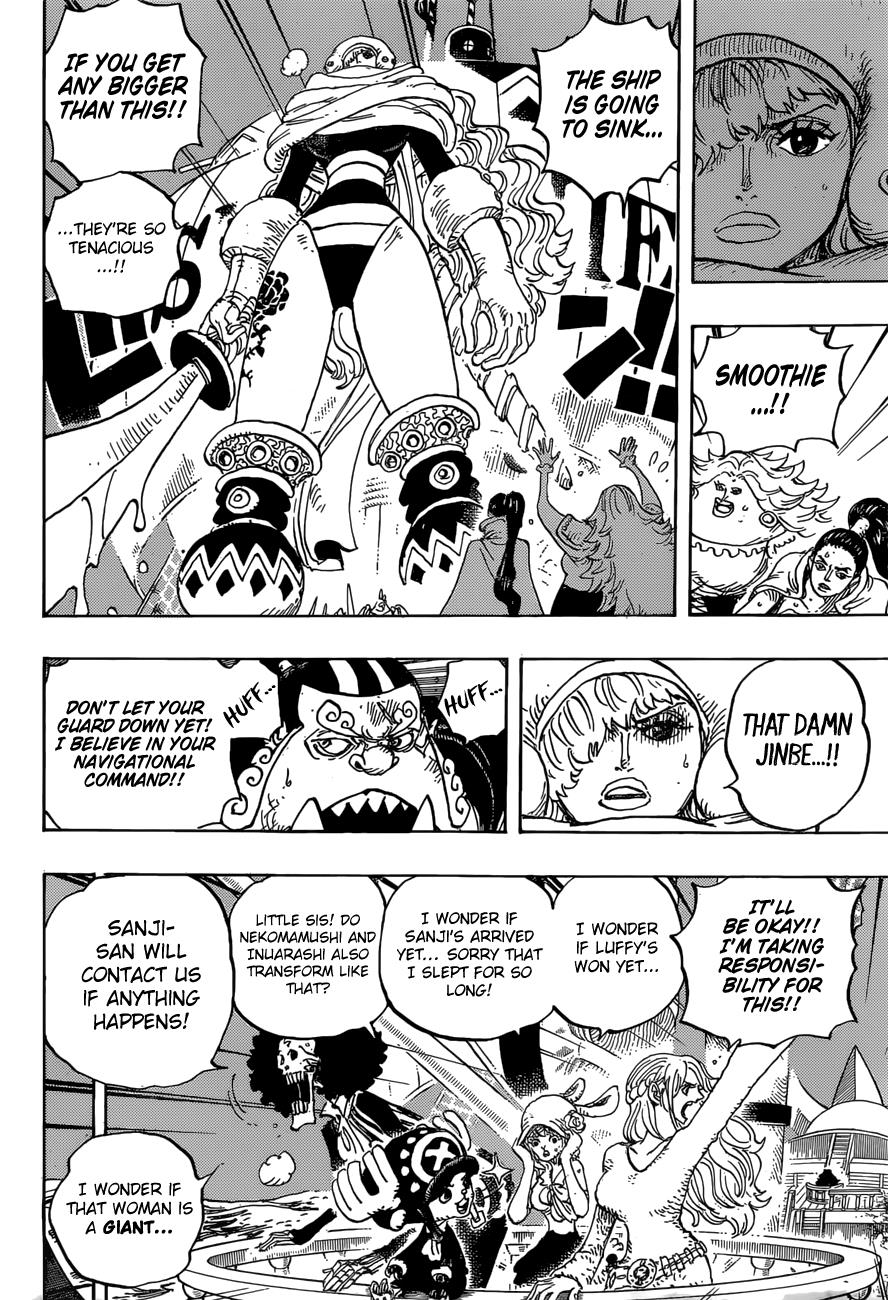 THE SHIP
IS GOING
TO SINK...
IF YOU GET
ANY BIGGER
THAN THIS!!
...THEY'RE SO
TENACIOUS
...!!
SMOOTHIE
...!!
THAT DAMN
JINBE...!!
HUFF...
HUFF...
DON'T LET YOUR
GUARD DOWN YET!
I BELIEVE IN YOUR
NAVIGATIONAL
COMMAND!!
IT'LL
BE OKAY!!
I'M TAKING
RESPONSI-
BILITY FOR
THIS!!
I WONDER
IF LUFFY'S
WON YET...
I WONDER IF
SANJI'S ARRIVED
YET... SORRY THAT
I SLEPT FOR SO
LONG!
LITTLE SIS! DO
NEKOMAMUSHI AND
INUARASHI ALSO
TRANSFORM LIKE
THAT?
SANJI-
SAN WILL
CONTACT US
IF ANYTHING
HAPPENS!
I WONDER IF
THAT WOMAN IS
A GIANT...